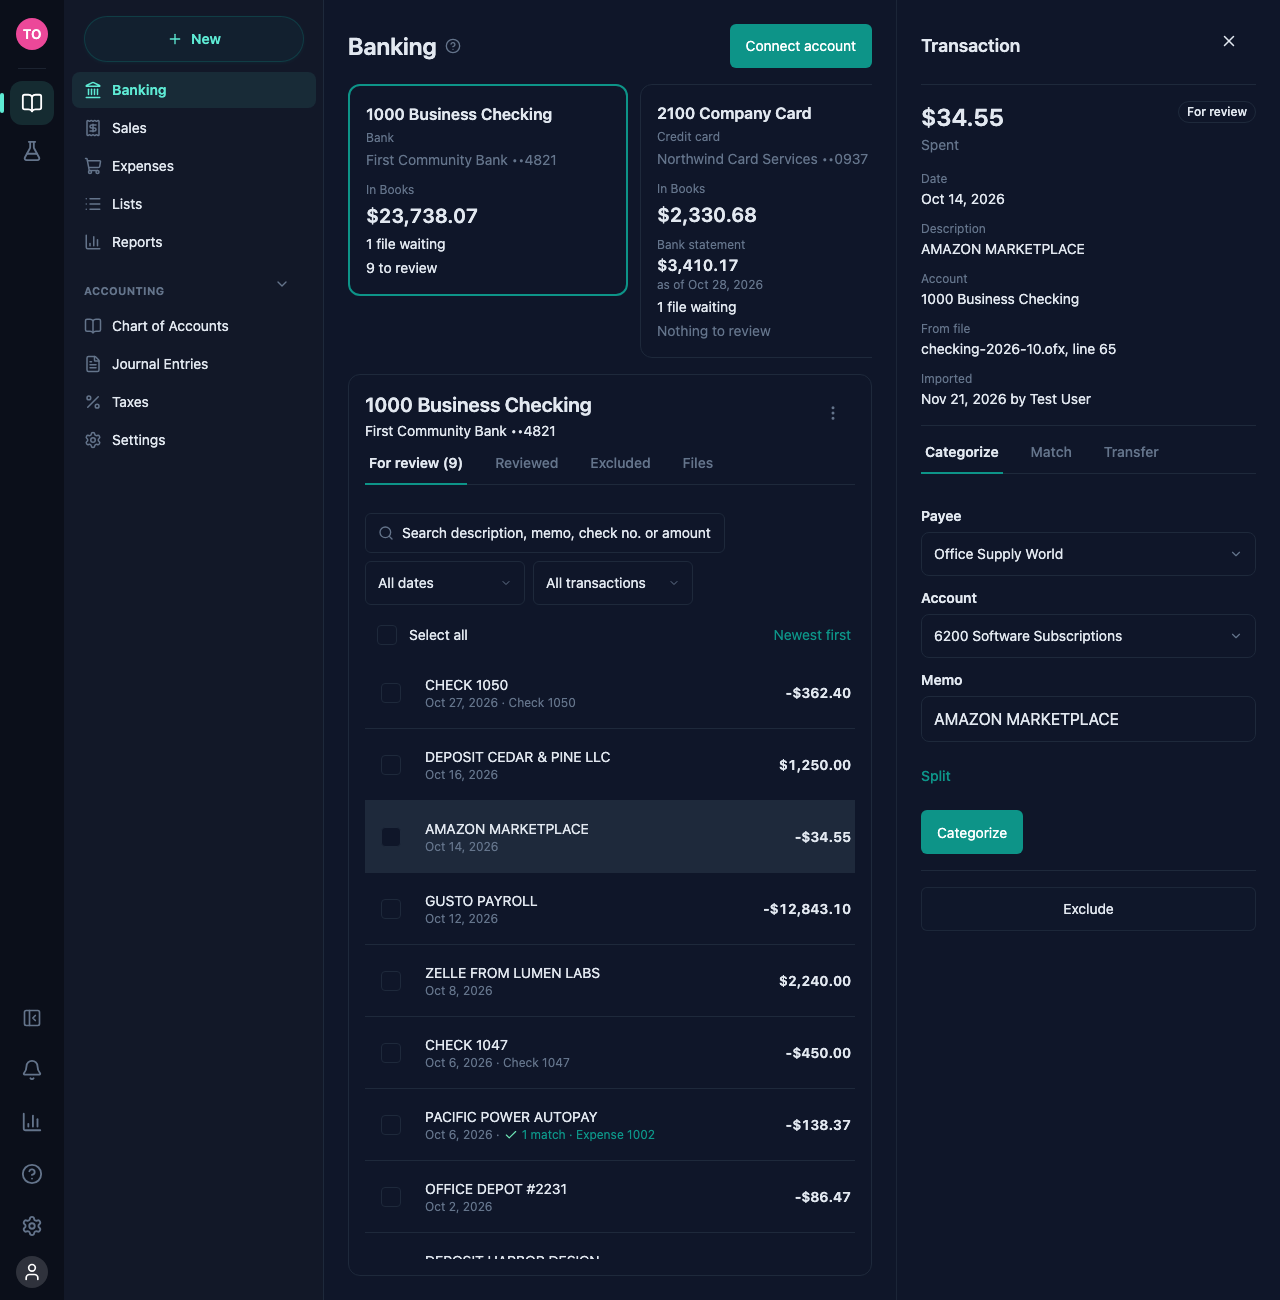 TO
New
Banking
Sales
Expenses
Lists
Reports
ACCOUNTING
Chart of Accounts
Journal Entries
Taxes
Settings
Banking
Connect account
1000 Business Checking
Bank
First Community Bank ••4821
In Books
$23,738.07
1 file waiting
9 to review
2100 Company Card
Credit card
Northwind Card Services ••0937
In Books
$2,330.68
Bank statement
$3,410.17
as of Oct 28, 2026
1 file waiting
Nothing to review
1000 Business Checking
First Community Bank ••4821
For review (9)
Reviewed
Excluded
Files
Search description, memo, check no. or amount
All dates
All transactions
Select all
Newest first
CHECK 1050
Oct 27, 2026 · Check 1050
-$362.40
DEPOSIT CEDAR & PINE LLC
Oct 16, 2026
$1,250.00
AMAZON MARKETPLACE
Oct 14, 2026
-$34.55
GUSTO PAYROLL
Oct 12, 2026
-$12,843.10
ZELLE FROM LUMEN LABS
Oct 8, 2026
$2,240.00
CHECK 1047
Oct 6, 2026 · Check 1047
-$450.00
PACIFIC POWER AUTOPAY
Oct 6, 2026 · 1 match · Expense 1002
-$138.37
OFFICE DEPOT #2231
Oct 2, 2026
-$86.47
DEPOSIT HARBOR DESIGN
Transaction
$34.55
For review
Spent
Date
Oct 14, 2026
Description
AMAZON MARKETPLACE
Account
1000 Business Checking
From file
checking-2026-10.ofx, line 65
Imported
Nov 21, 2026 by Test User
Categorize
Match
Transfer
Payee
Office Supply World
Account
6200 Software Subscriptions
Memo
AMAZON MARKETPLACE
Split
Categorize
Exclude